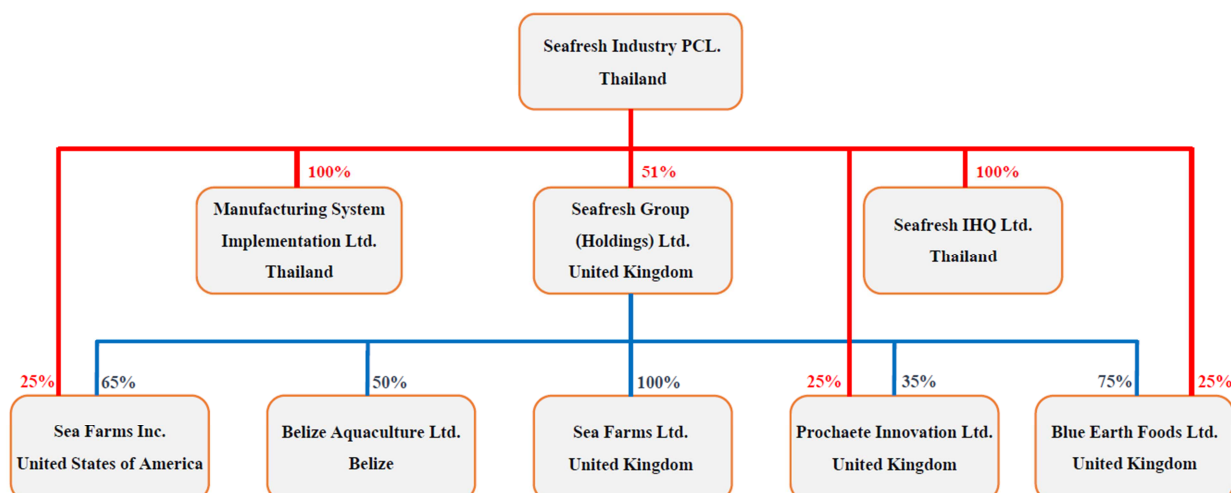 Seafresh Industry PCL.
Thailand
100%
51%
100%
Manufacturing System
Implementation Ltd.
Thailand
Seafresh Group
(Holdings) Ltd.
United Kingdom
Seafresh IHQ Ltd.
Thailand
25%
65%
50%
100%
25%
35%
75%
25%
Sea Farms Inc.
United States of America
Belize Aquaculture Ltd.
Belize
Sea Farms Ltd.
United Kingdom
Prochaete Innovation Ltd.
United Kingdom
Blue Earth Foods Ltd.
United Kingdom